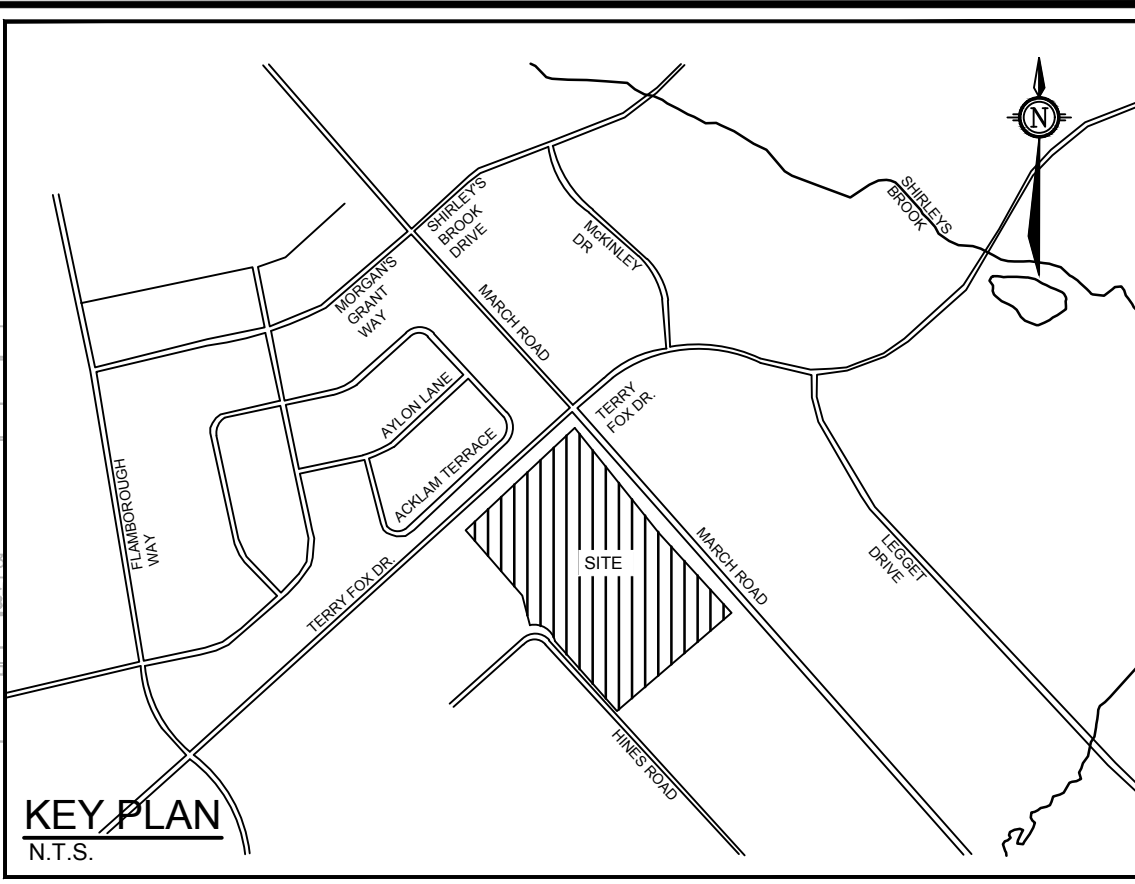 N
SHIRLEY'S
BROOK
DRIVE
SHIRLEYS
BROOK
McKINLEY
DR
MORGAN'S
GRANT
WAY
MARCH ROAD
AYLON LANE
TERRY
FOX DR.
ACKLAM TERRACE
FLAMBOROUGH
WAY
SITE
MARCH ROAD
LEGGET
DRIVE
TERRY FOX DR.
HINES ROAD
KEY PLAN
N.T.S.